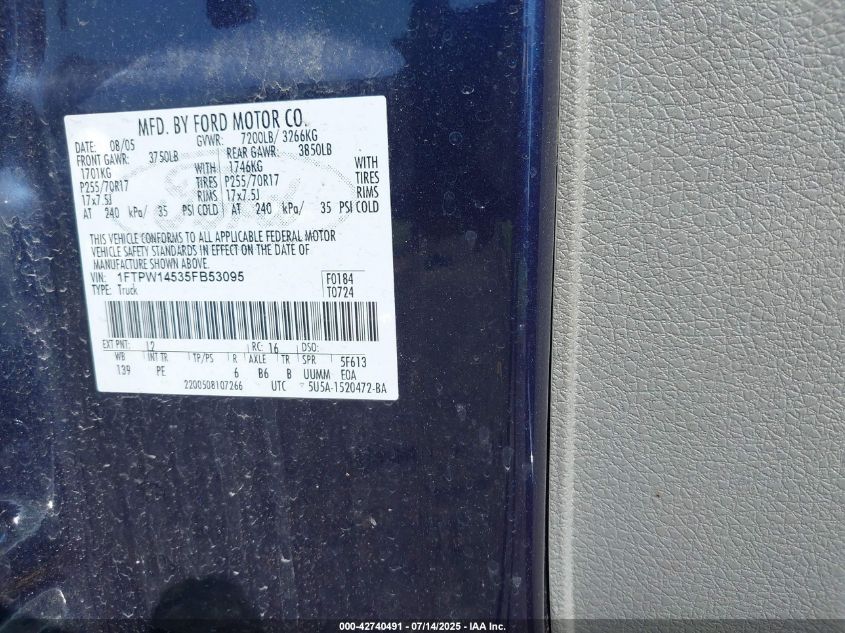 MFD. BY FORD MOTOR CO.
DATE: 08/05 GVWR: 7200LB/ 3266KG
FRONT GAWR: 3750LB REAR GAWR: 3850LB
1701KG WITH 1746KG WITH
P255/70R17 TIRES P255/70R17 TIRES
17x7.5J RIMS 17x7.5J RIMS
AT 240 kPa/ 35 PSI COLD AT 240 kPa/ 35 PSI COLD
THIS VEHICLE CONFORMS TO ALL APPLICABLE FEDERAL MOTOR
VEHICLE SAFETY STANDARDS IN EFFECT ON THE DATE OF
MANUFACTURE SHOWN ABOVE.
VIN: 1FTPW14535FB53095 F0184
TYPE: Truck T0724
EXT PNT: L2 RC: 16 DSO:
WB INT TR TP/PS R AXLE TR SPR 5F613
139 PE 6 B6 B UUMM E0A
2200508107266 UTC 5U5A-1520472-BA
000-42740491 - 07/14/2025 - IAA Inc.